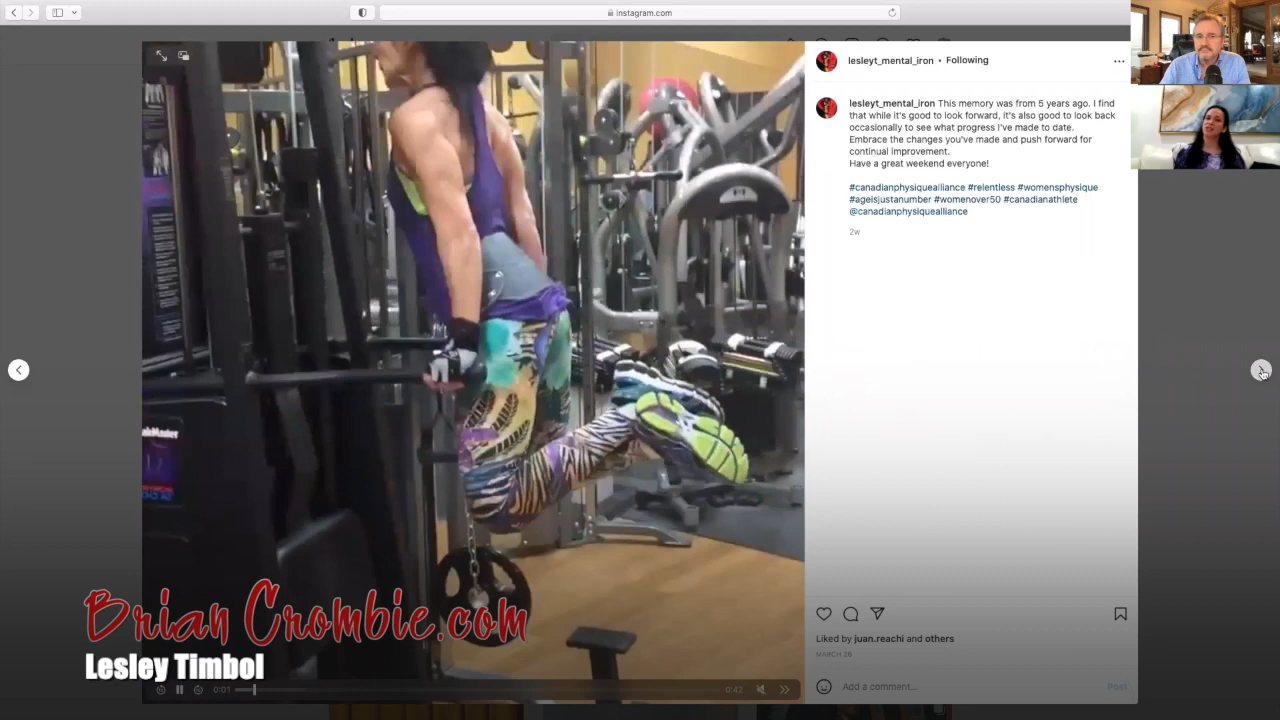 instagram.com
lesleyt_mental_iron • Following
lesleyt_mental_iron This memory was from 5 years ago. I find
that while it's good to look forward, it's also good to look back
occasionally to see what progress I've made to date.
Embrace the changes you've made and push forward for
continual improvement.
Have a great weekend everyone!
#canadianphysiquealliance #relentless #womensphysique
#ageisjustanumber #womenover50 #canadianathlete
@canadianphysiquealliance
2w
Brian Crombie.com
Lesley Timbol
0:01
0:42
Liked by juan.reachi and others
MARCH 26
Add a comment...
Post